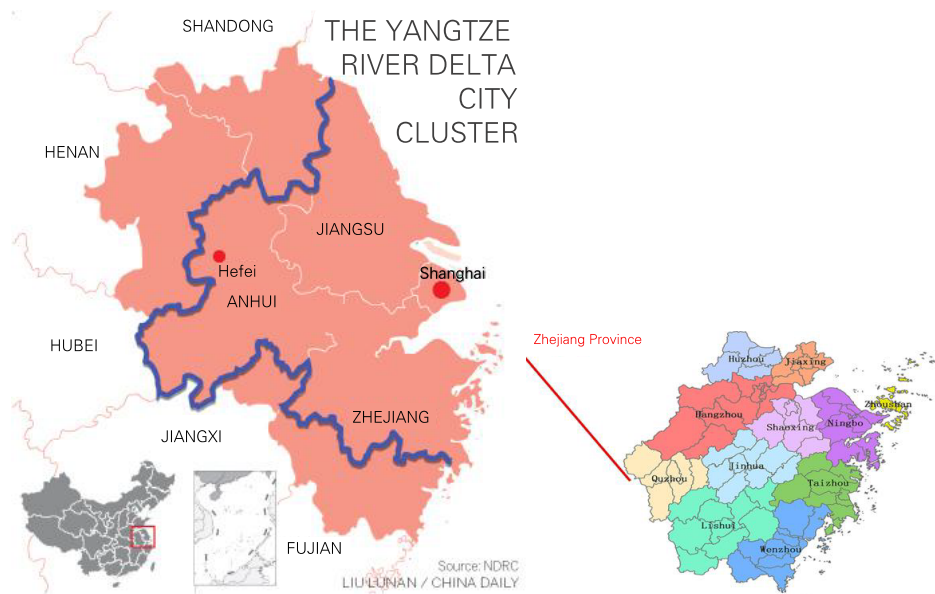 SHANDONG
THE YANGTZE
RIVER DELTA
CITY
CLUSTER
HENAN
JIANGSU
Hefei
Shanghai
ANHUI
HUBEI
ZHEJIANG
JIANGXI
FUJIAN
Source: NDRC
LIU LUNAN / CHINA DAILY
Zhejiang Province
Huzhou
Jiaxing
Hangzhou
Zhoushan
Shaoxing
Ningbo
Jinhua
Quzhou
Taizhou
Lishui
Wenzhou